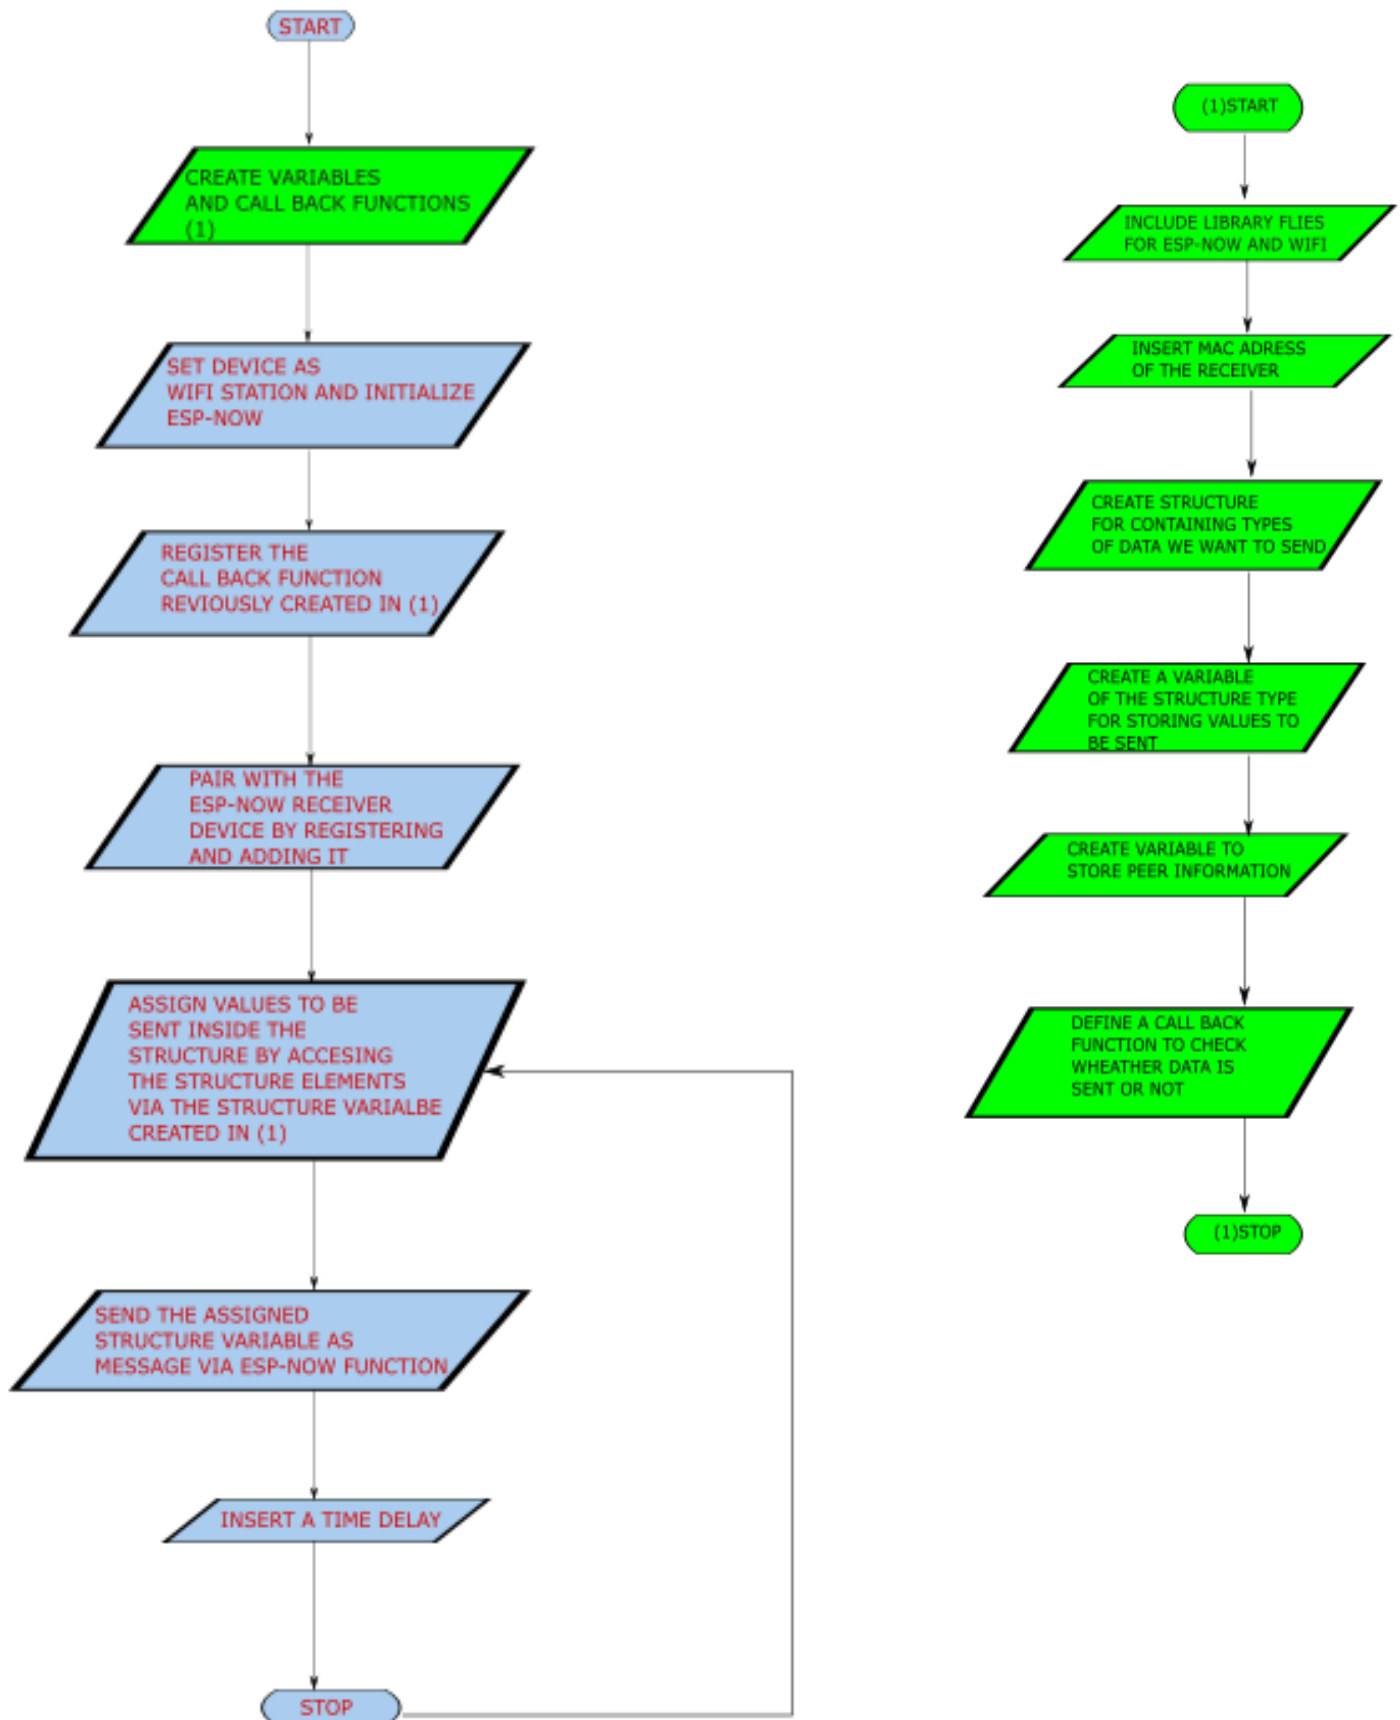 START
CREATE VARIABLES
AND CALL BACK FUNCTIONS
(1)
SET DEVICE AS
WIFI STATION AND INITIALIZE
ESP-NOW
REGISTER THE
CALL BACK FUNCTION
REVIOUSLY CREATED IN (1)
PAIR WITH THE
ESP-NOW RECEIVER
DEVICE BY REGISTERING
AND ADDING IT
ASSIGN VALUES TO BE
SENT INSIDE THE
STRUCTURE BY ACCESING
THE STRUCTURE ELEMENTS
VIA THE STRUCTURE VARIALBE
CREATED IN (1)
SEND THE ASSIGNED
STRUCTURE VARIABLE AS
MESSAGE VIA ESP-NOW FUNCTION
INSERT A TIME DELAY
STOP
(1)START
INCLUDE LIBRARY FLIES
FOR ESP-NOW AND WIFI
INSERT MAC ADRESS
OF THE RECEIVER
CREATE STRUCTURE
FOR CONTAINING TYPES
OF DATA WE WANT TO SEND
CREATE A VARIABLE
OF THE STRUCTURE TYPE
FOR STORING VALUES TO
BE SENT
CREATE VARIABLE TO
STORE PEER INFORMATION
DEFINE A CALL BACK
FUNCTION TO CHECK
WHEATHER DATA IS
SENT OR NOT
(1)STOP